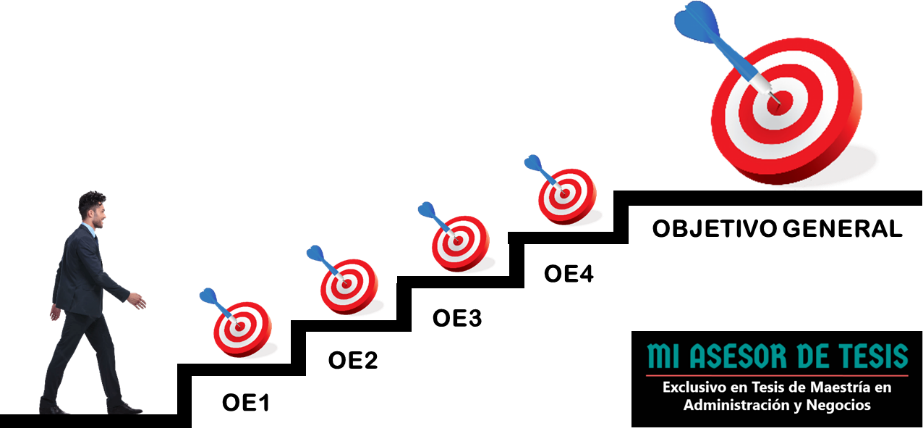 OBJETIVO GENERAL
OE4
OE3
OE2
OE1
MI ASESOR DE TESIS
Exclusivo en Tesis de Maestría en
Administración y Negocios